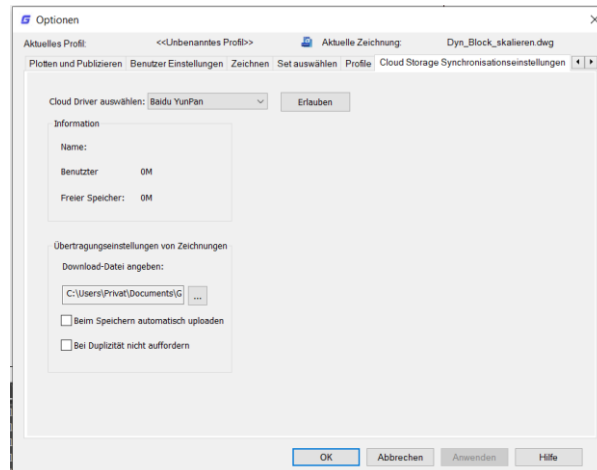 Optionen
Aktuelles Profil: <<Unbenanntes Profil>> Aktuelle Zeichnung: Dyn_Block_skalieren.dwg
Plotten und Publizieren Benutzer Einstellungen Zeichnen Set auswählen Profile Cloud Storage Synchronisationseinstellungen
Cloud Driver auswählen: Baidu YunPan Erlauben
Information
Name:
Benutzter 0M
Freier Speicher: 0M
Übertragungseinstellungen von Zeichnungen
Download-Datei angeben:
C:\Users\Privat\Documents\G ...
Beim Speichern automatisch uploaden
Bei Duplizität nicht auffordern
OK Abbrechen Anwenden Hilfe